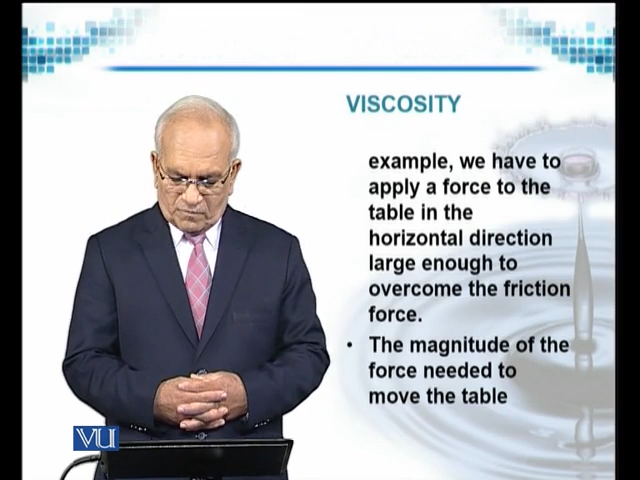 VISCOSITY
example, we have to
apply a force to the
table in the
horizontal direction
large enough to
overcome the friction
force.
• The magnitude of the
force needed to
move the table
VU